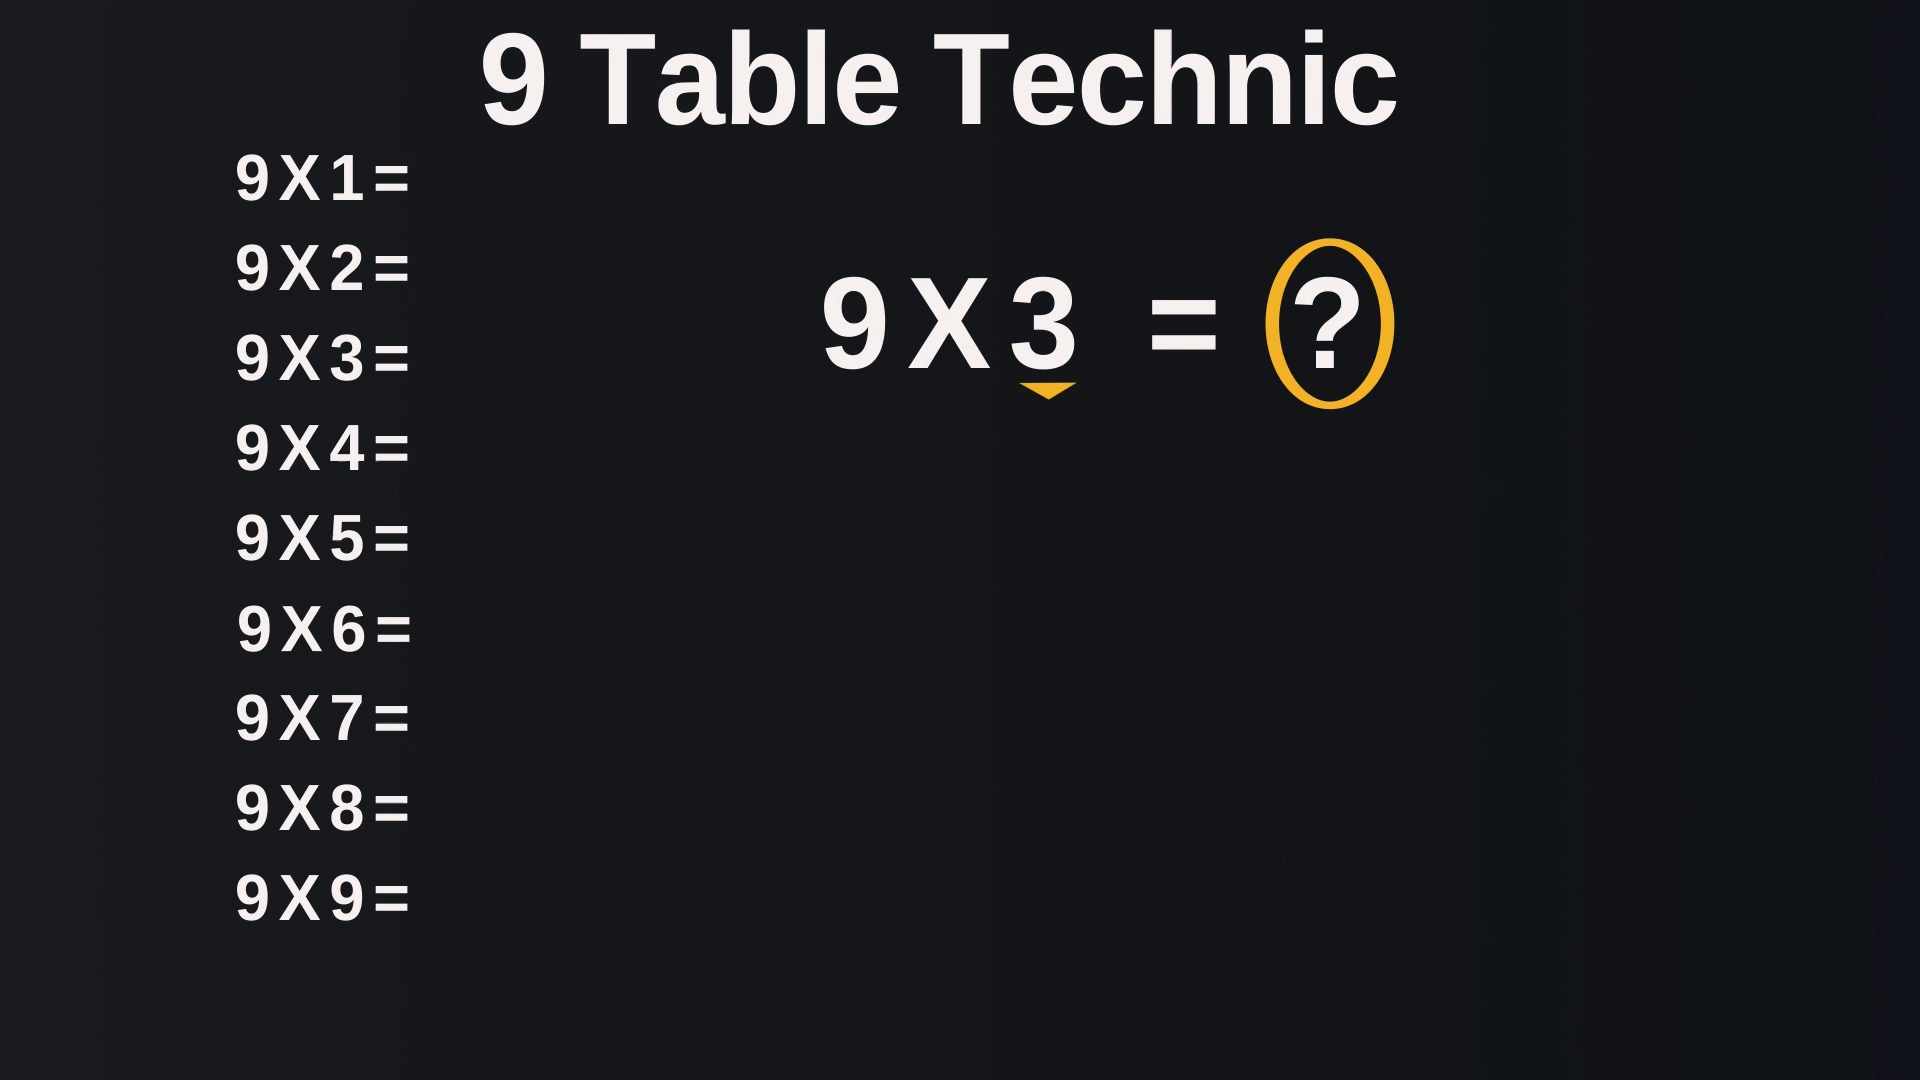 9 Table Technic
9X1=
9X2=
9X3=
9X4=
9X5=
9X6=
9X7=
9X8=
9X9=
9X3 = ?